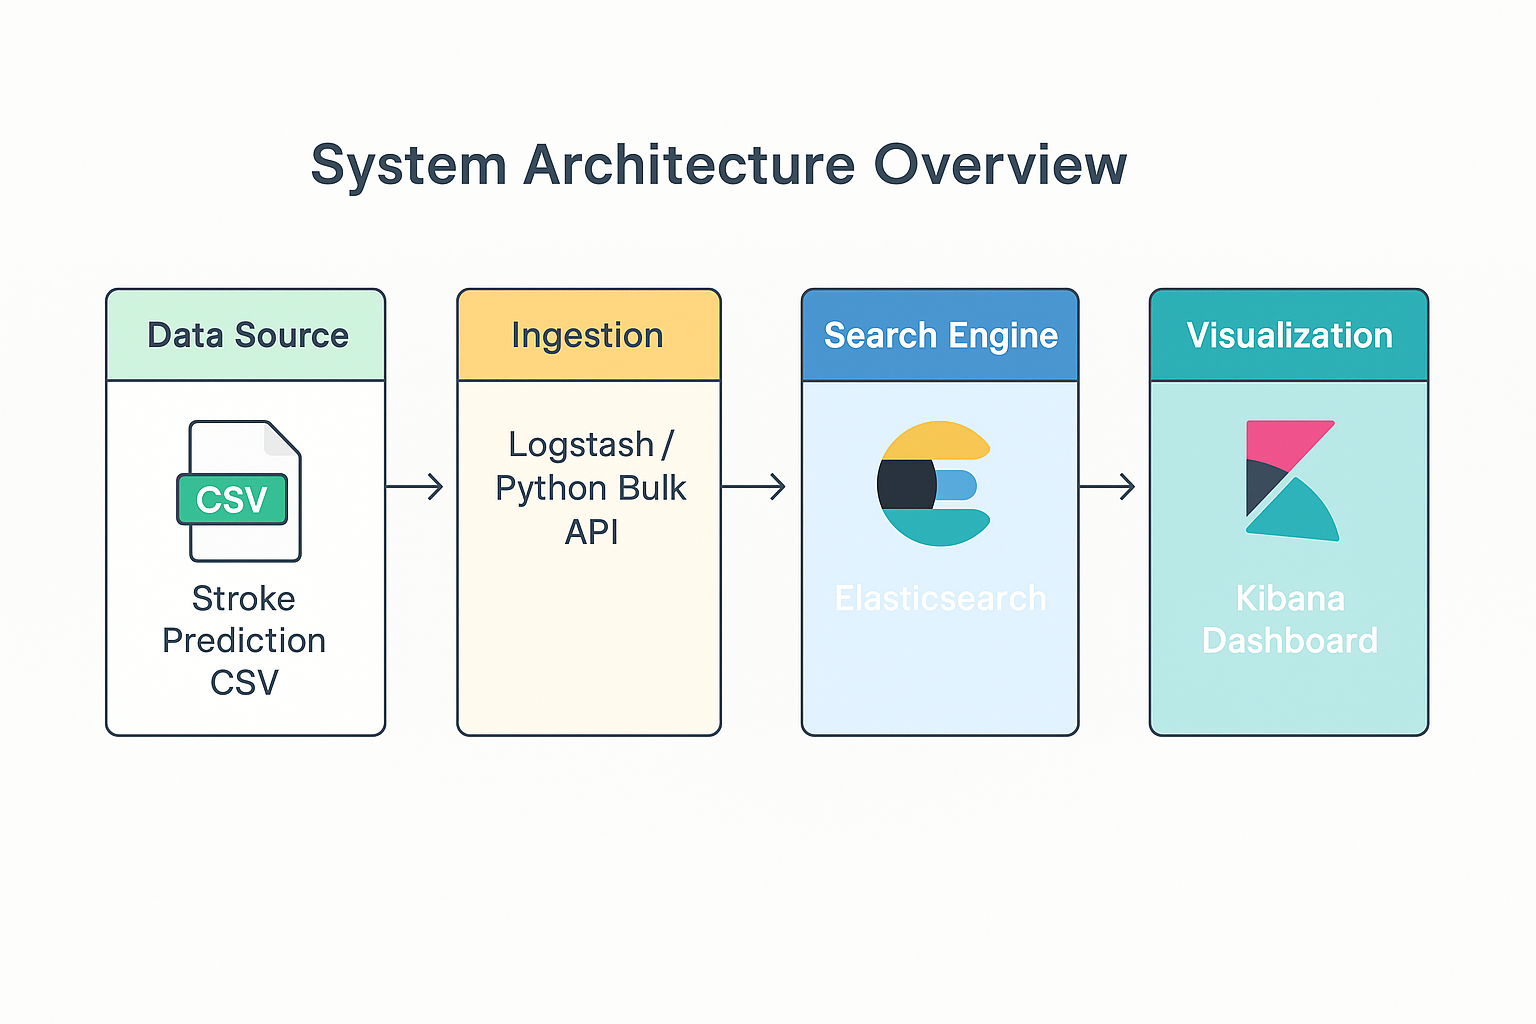 System Architecture Overview
Data Source
CSV
Stroke
Prediction
CSV
Ingestion
Logstash /
Python Bulk
API
Search Engine
Elasticsearch
Visualization
Kibana
Dashboard